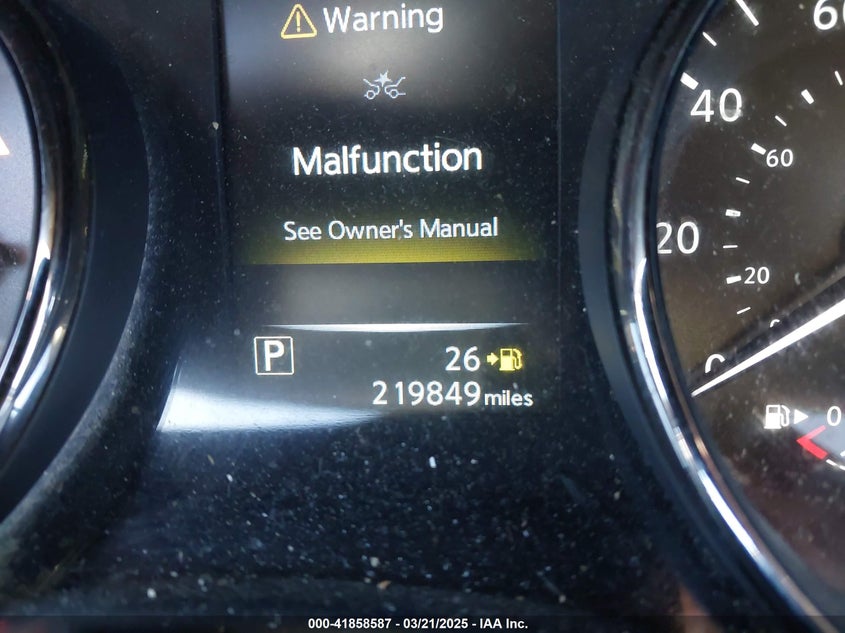 Warning
60
40
Malfunction
60
See Owner's Manual
20
20
P
26
0
219849 miles
0
000-41858587 - 03/21/2025 - IAA Inc.